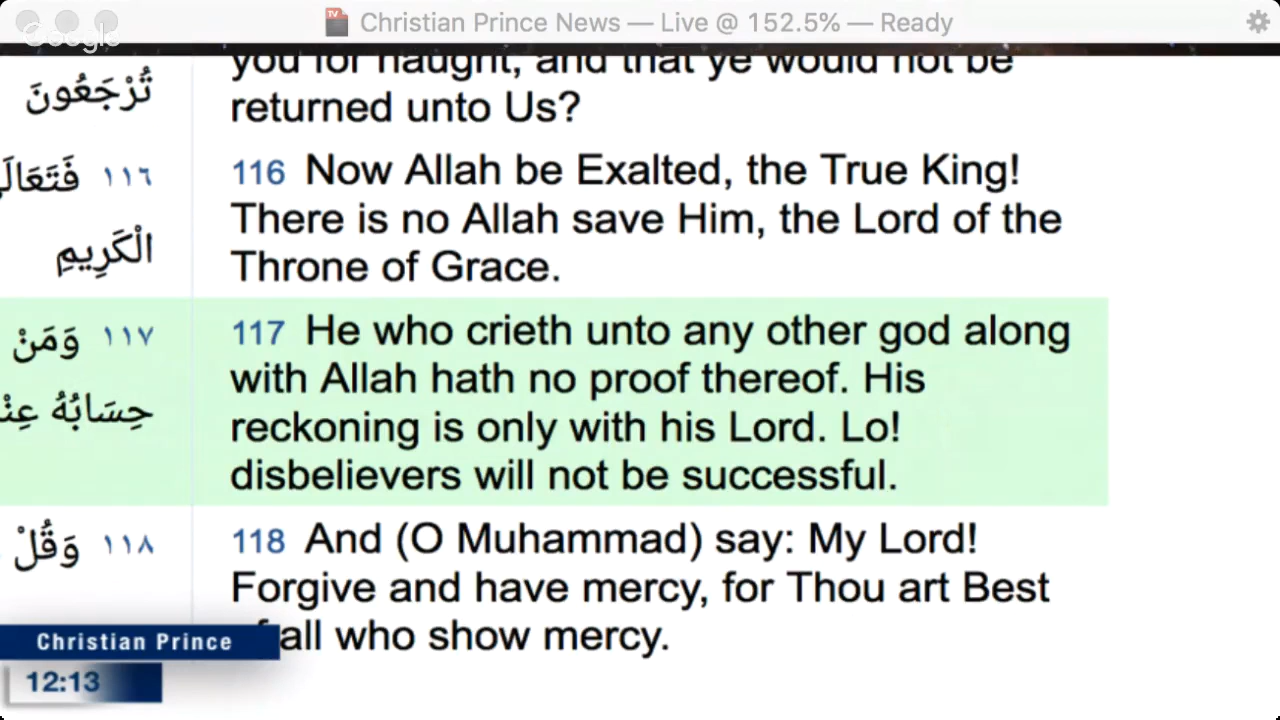 Christian Prince News — Live @ 152.5% — Ready
Google
you for naught, and that ye would not be
تُرْجَعُونَ
returned unto Us?
١١٦ فَتَعَالَى
116 Now Allah be Exalted, the True King!
There is no Allah save Him, the Lord of the
الْكَرِيمِ
Throne of Grace.
١١٧ وَمَنْ
117 He who crieth unto any other god along
with Allah hath no proof thereof. His
حِسَابُهُ
reckoning is only with his Lord. Lo!
disbelievers will not be successful.
١١٨ وَقُلْ
118 And (O Muhammad) say: My Lord!
Forgive and have mercy, for Thou art Best
all who show mercy.
Christian Prince
12:13